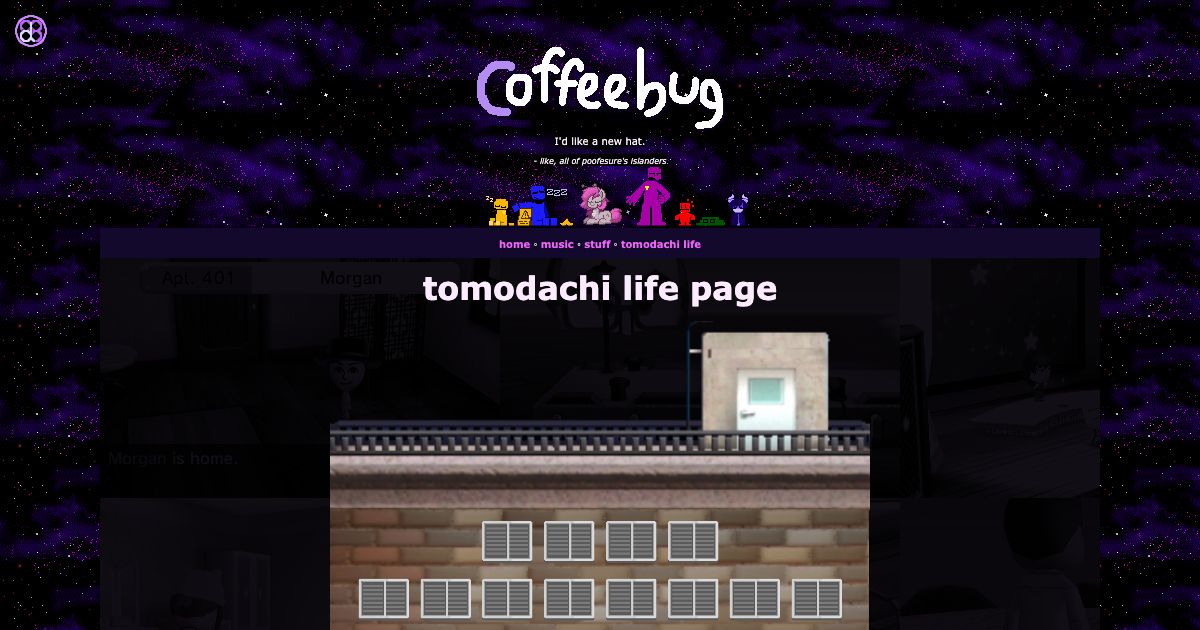 Coffeebug
I'd like a new hat.
- like, all of poofesure's islanders.
z z
zzz
home ◦ music ◦ stuff ◦ tomodachi life
Apt. 401 Morgan
tomodachi life page
Morgan is home.